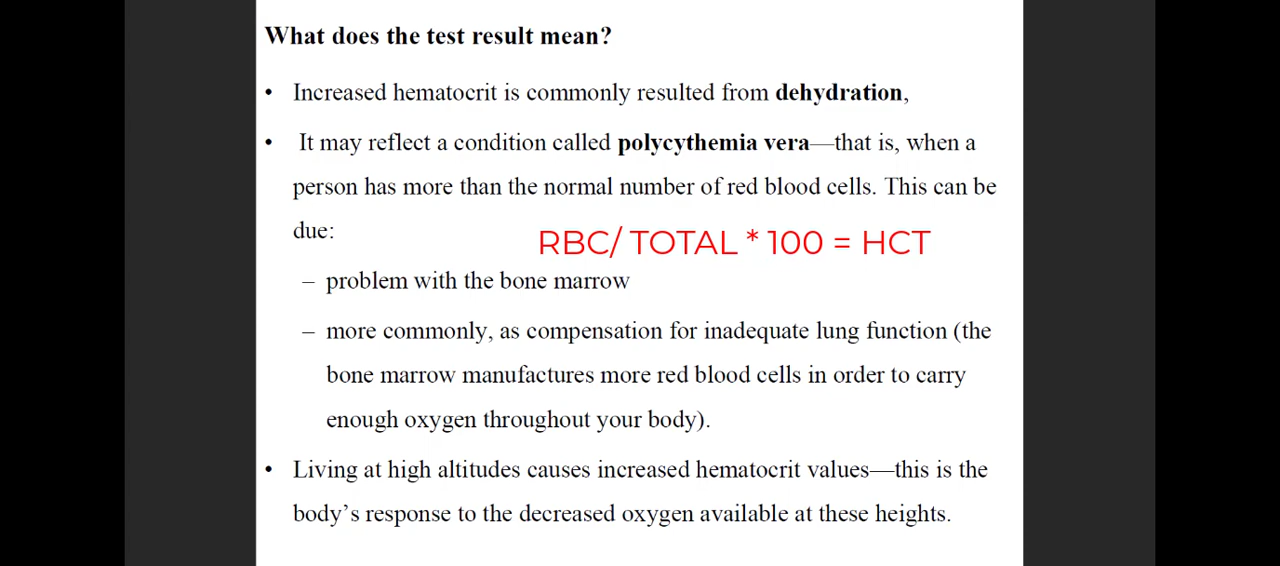 What does the test result mean?
• Increased hematocrit is commonly resulted from dehydration,
• It may reflect a condition called polycythemia vera—that is, when a
person has more than the normal number of red blood cells. This can be
due:
RBC/ TOTAL * 100 = HCT
– problem with the bone marrow
– more commonly, as compensation for inadequate lung function (the
bone marrow manufactures more red blood cells in order to carry
enough oxygen throughout your body).
• Living at high altitudes causes increased hematocrit values—this is the
body’s response to the decreased oxygen available at these heights.